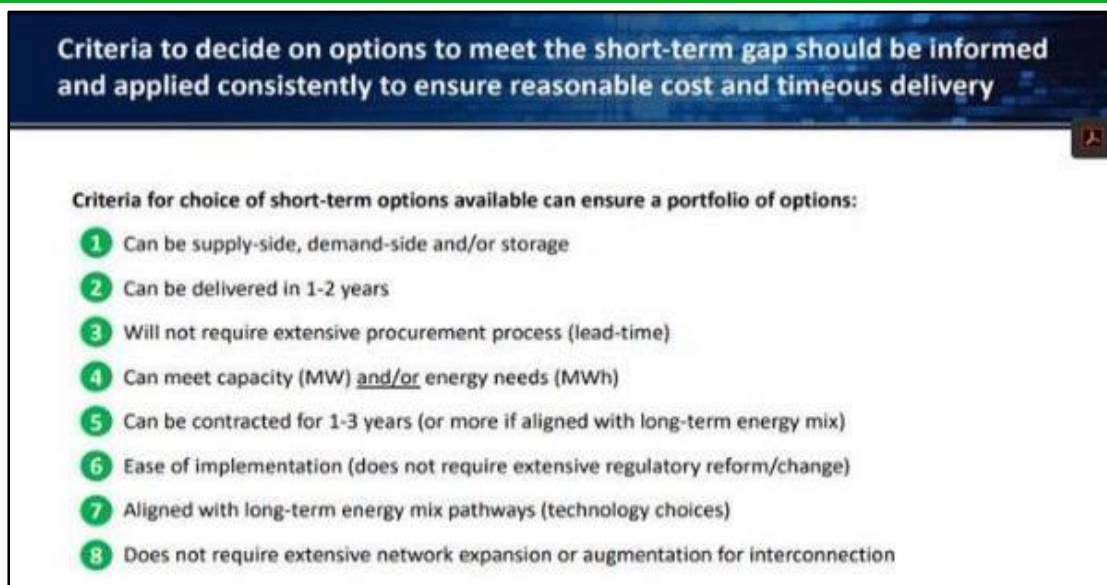 Criteria to decide on options to meet the short-term gap should be informed
and applied consistently to ensure reasonable cost and timeous delivery
Criteria for choice of short-term options available can ensure a portfolio of options:
1 Can be supply-side, demand-side and/or storage
2 Can be delivered in 1-2 years
3 Will not require extensive procurement process (lead-time)
4 Can meet capacity (MW) and/or energy needs (MWh)
5 Can be contracted for 1-3 years (or more if aligned with long-term energy mix)
6 Ease of implementation (does not require extensive regulatory reform/change)
7 Aligned with long-term energy mix pathways (technology choices)
8 Does not require extensive network expansion or augmentation for interconnection